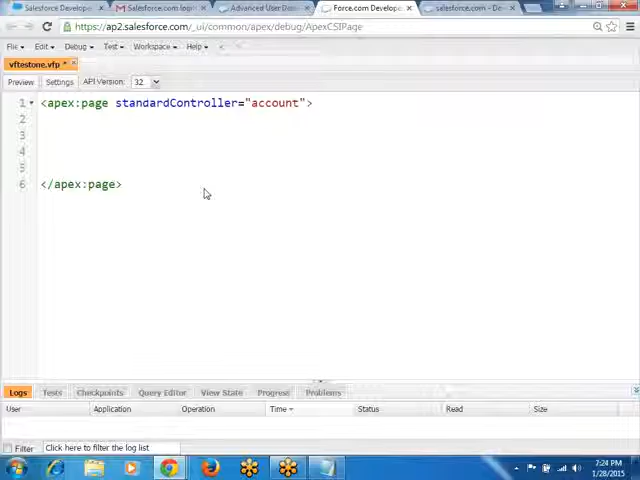 Salesforce Develope
Salesforce.com login
Advanced User Deta
Force.com Develope
salesforce.com - De
https://ap2.salesforce.com/_ui/common/apex/debug/ApexCSIPage
File Edit Debug Test Workspace Help <
vftestone.vfp *
Preview Settings API Version: 32
1 <apex:page standardController="account">
2
3
4
5
6 </apex:page>
Logs Tests Checkpoints Query Editor View State Progress Problems
User Application Operation Time Status Read Size
Filter Click here to filter the log list
7:24 PM
1/28/2015